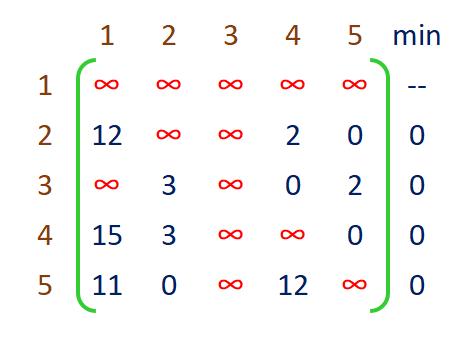 1 2 3 4 5 min
1 ∞ ∞ ∞ ∞ ∞ --
2 12 ∞ ∞ 2 0 0
3 ∞ 3 ∞ 0 2 0
4 15 3 ∞ ∞ 0 0
5 11 0 ∞ 12 ∞ 0